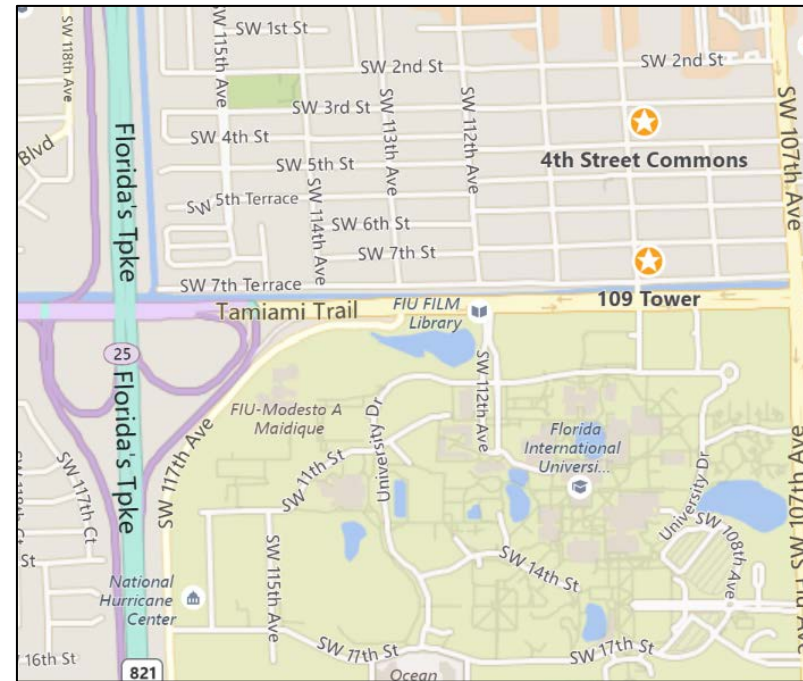 SW 1st St
SW 118th Ave
SW 115th Ave
SW 2nd St
SW 2nd St
SW 3rd St
SW 113th Ave
SW 112th Ave
SW 107th Ave
Blvd
Florida's Tpke
SW 4th St
4th Street Commons
SW 5th St
SW 5th Terrace
SW 114th Ave
SW 6th St
SW 7th St
SW 7th Terrace
109 Tower
Tamiami Trail
FIU FILM
Library
25
Florida's Tpke
SW 117th Ave
FIU-Modesto A
Maidique
University Dr
SW 112th Ave
Florida
International
Universi...
SW 11th St
SW 117th Ct
University Dr
SW 107th Ave
SW 108th Ave
St
SW 14th St
National
Hurricane
Center
SW 115th Ave
SW 11th St
SW 17th St
16th St
821
Ocean